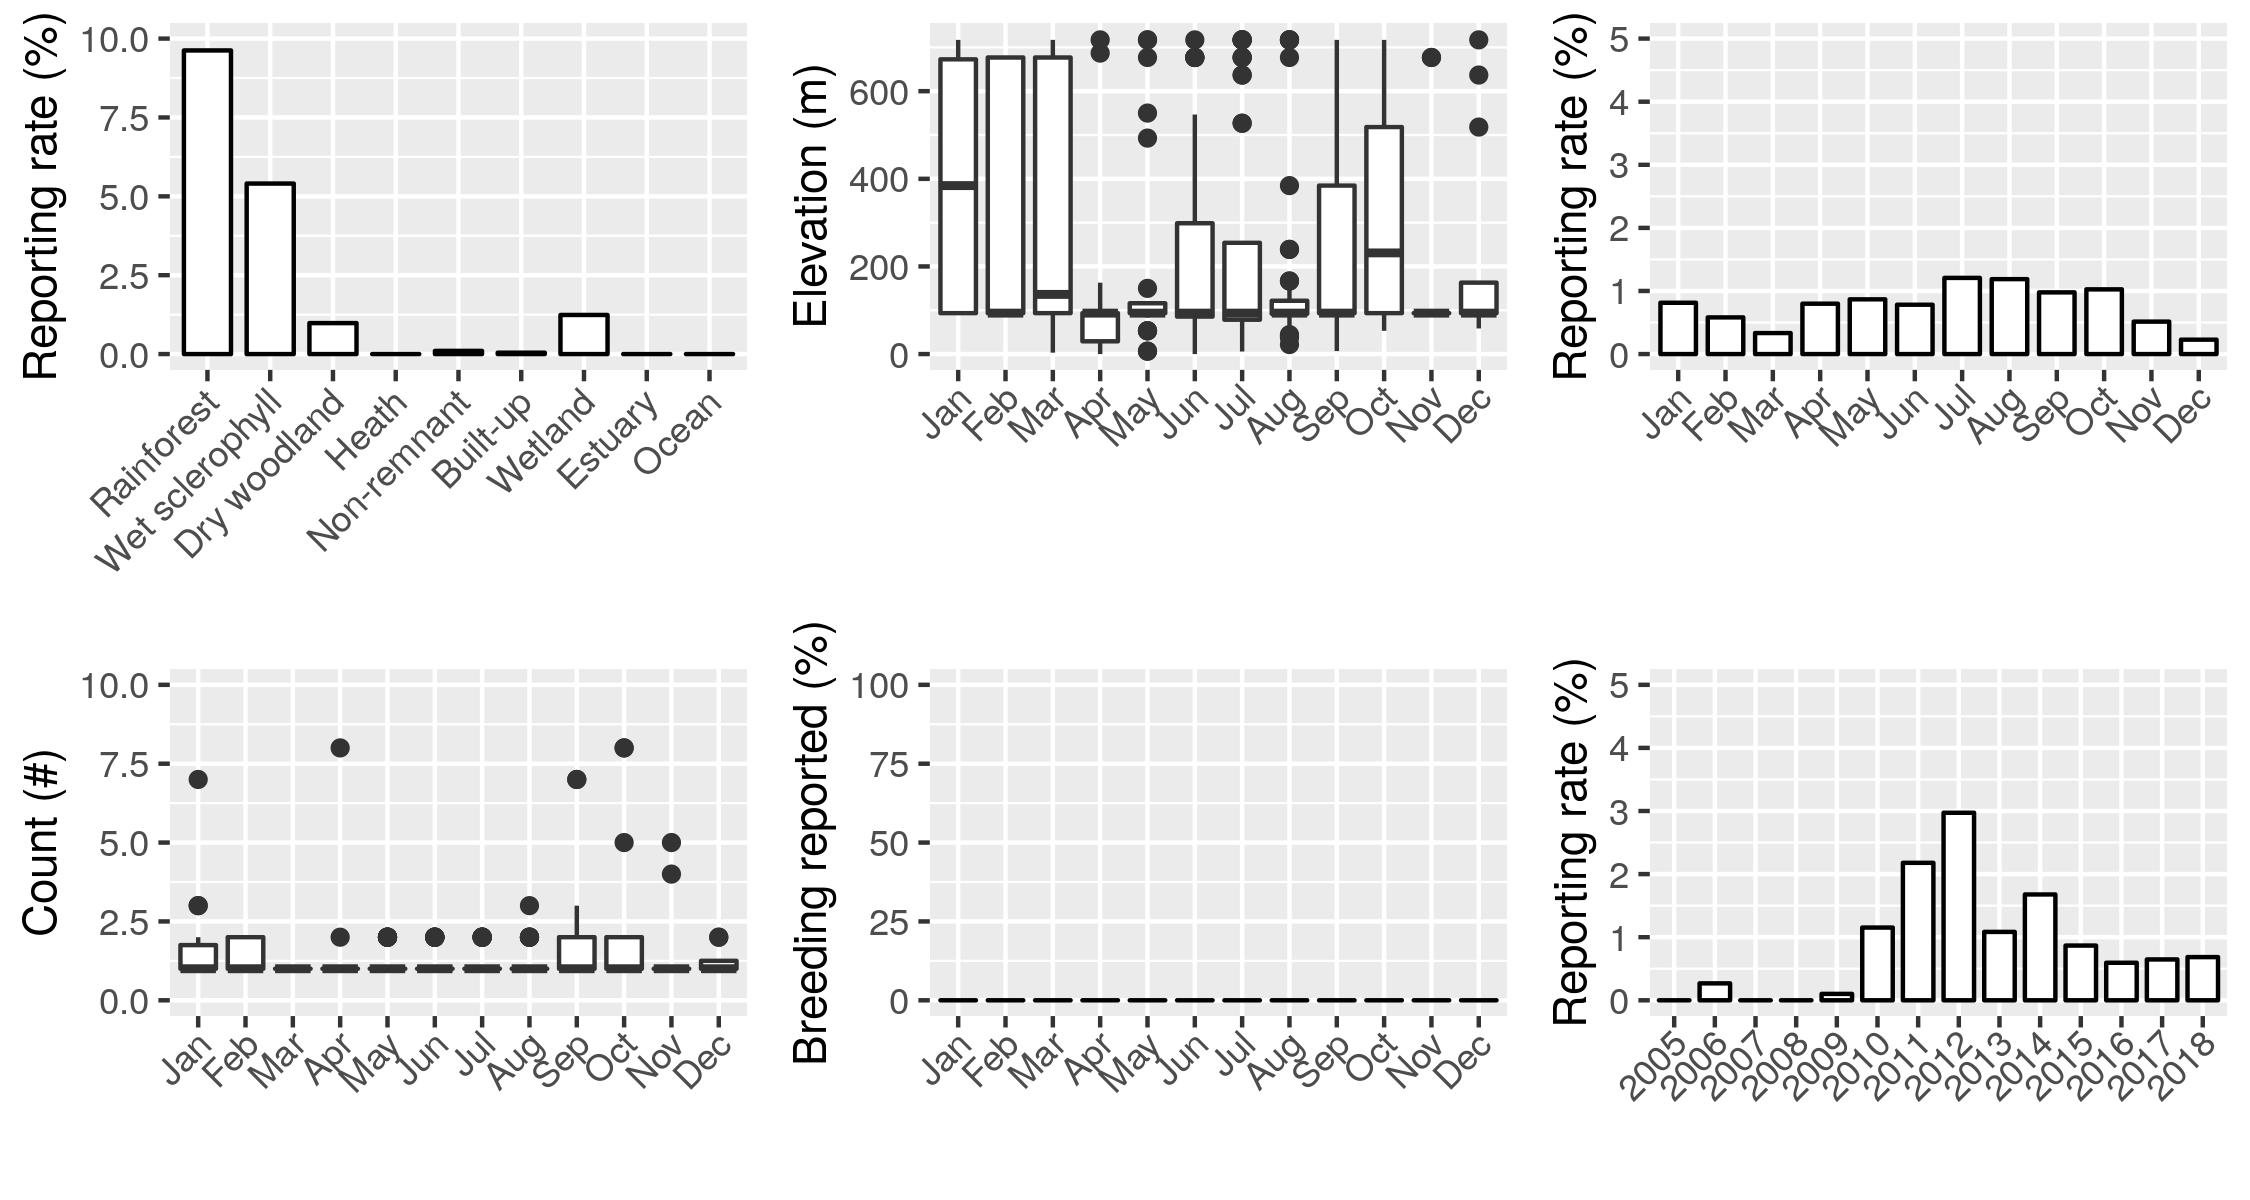 Reporting rate (%)
10.0
7.5
5.0
2.5
0.0
Rainforest
Wet sclerophyll
Dry woodland
Heath
Non-remnant
Built-up
Wetland
Estuary
Ocean
Elevation (m)
600
400
200
0
Jan
Feb
Mar
Apr
May
Jun
Jul
Aug
Sep
Oct
Nov
Dec
Reporting rate (%)
5
4
3
2
1
0
Jan
Feb
Mar
Apr
May
Jun
Jul
Aug
Sep
Oct
Nov
Dec
Count (#)
10.0
7.5
5.0
2.5
0.0
Jan
Feb
Mar
Apr
May
Jun
Jul
Aug
Sep
Oct
Nov
Dec
Breeding reported (%)
100
75
50
25
0
Jan
Feb
Mar
Apr
May
Jun
Jul
Aug
Sep
Oct
Nov
Dec
Reporting rate (%)
5
4
3
2
1
0
2005
2006
2007
2008
2009
2010
2011
2012
2013
2014
2015
2016
2017
2018